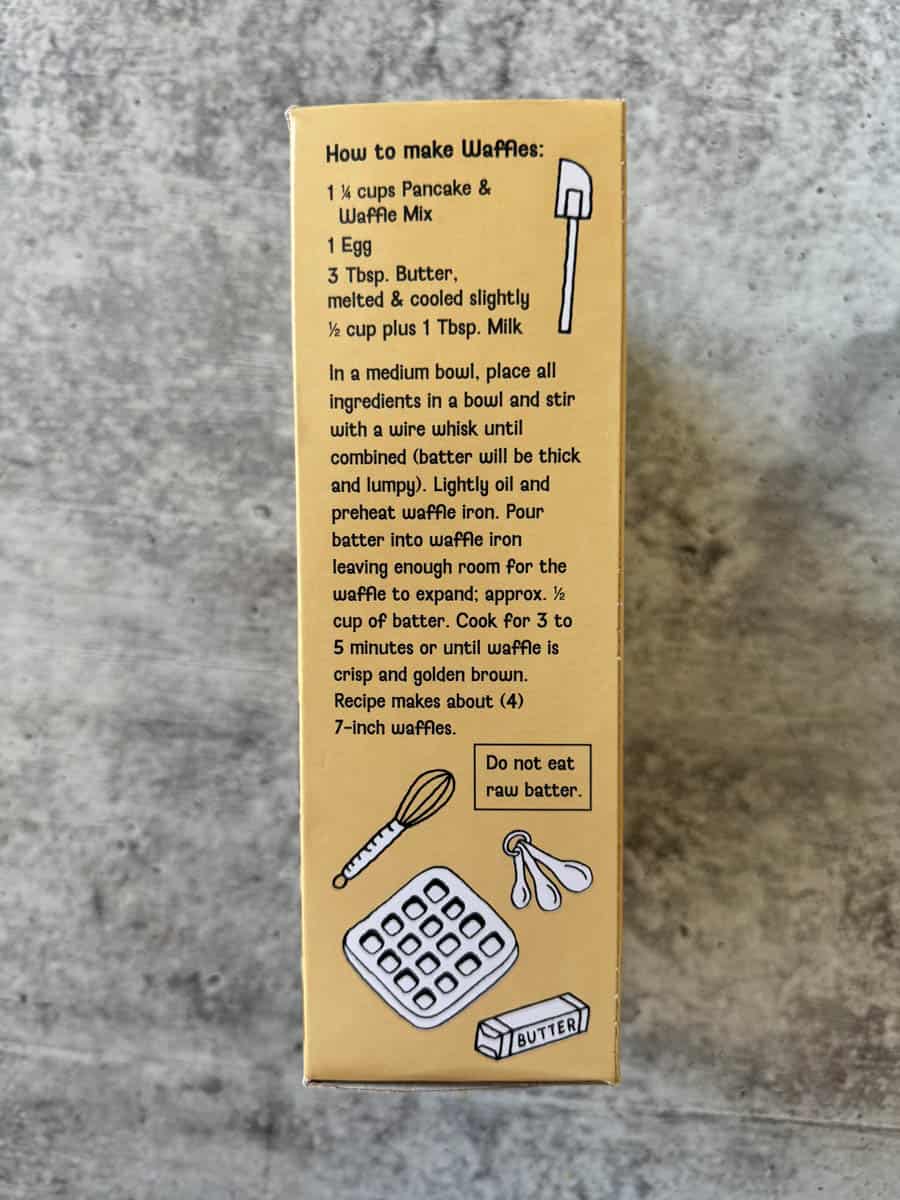 How to make Waffles:
1 ¼ cups Pancake &
Waffle Mix
1 Egg
3 Tbsp. Butter,
melted & cooled slightly
½ cup plus 1 Tbsp. Milk
In a medium bowl, place all
ingredients in a bowl and stir
with a wire whisk until
combined (batter will be thick
and lumpy). Lightly oil and
preheat waffle iron. Pour
batter into waffle iron
leaving enough room for the
waffle to expand; approx. ½
cup of batter. Cook for 3 to
5 minutes or until waffle is
crisp and golden brown.
Recipe makes about (4)
7-inch waffles.
Do not eat
raw batter.
BUTTER